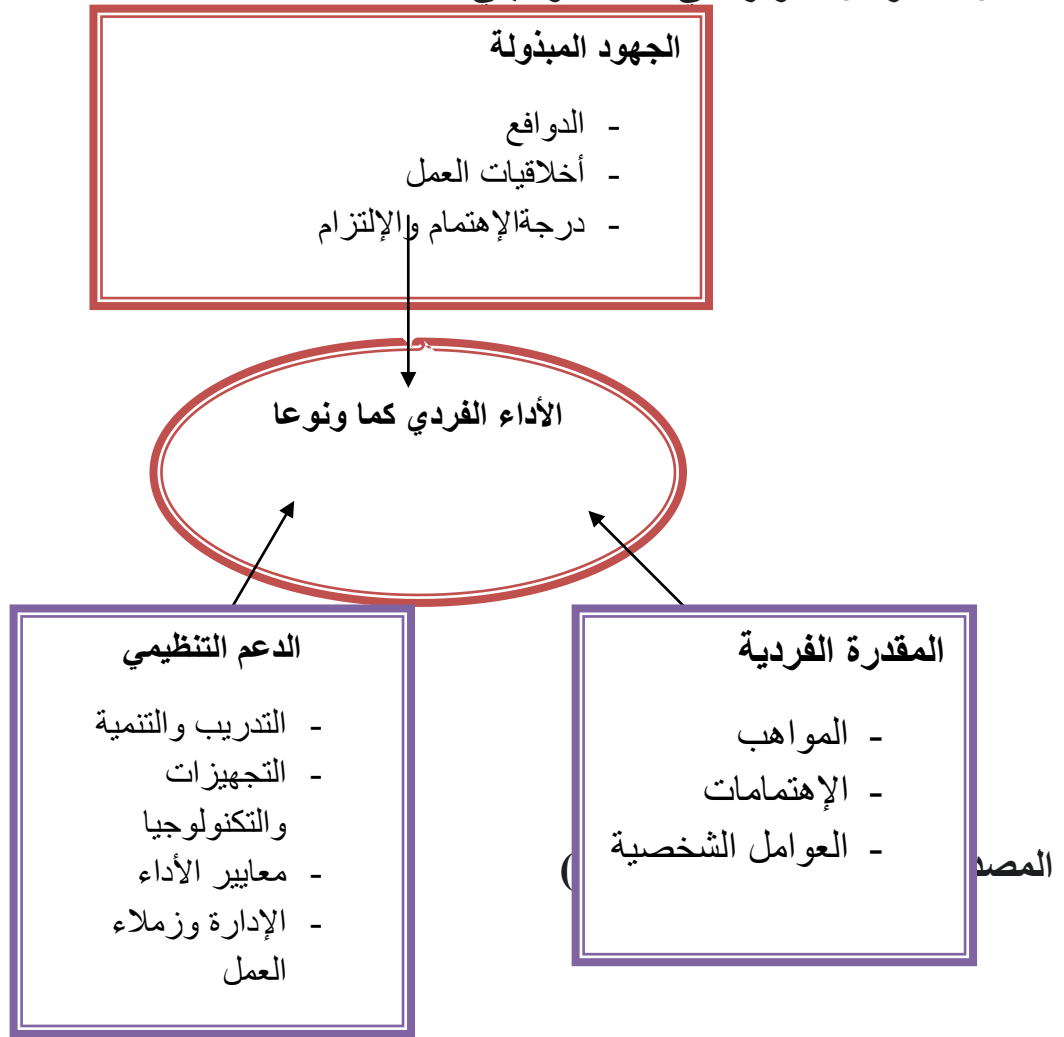 الجهود المبذولة
- الدوافع
- أخلاقيات العمل
- درجةالإهتمام والإلتزام
الأداء الفردي كما ونوعا
المقدرة الفردية
- المواهب
- الإهتمامات
- العوامل الشخصية
الدعم التنظيمي
- التدريب والتنمية
- التجهيزات
والتكنولوجيا
- معايير الأداء
- الإدارة وزملاء
العمل